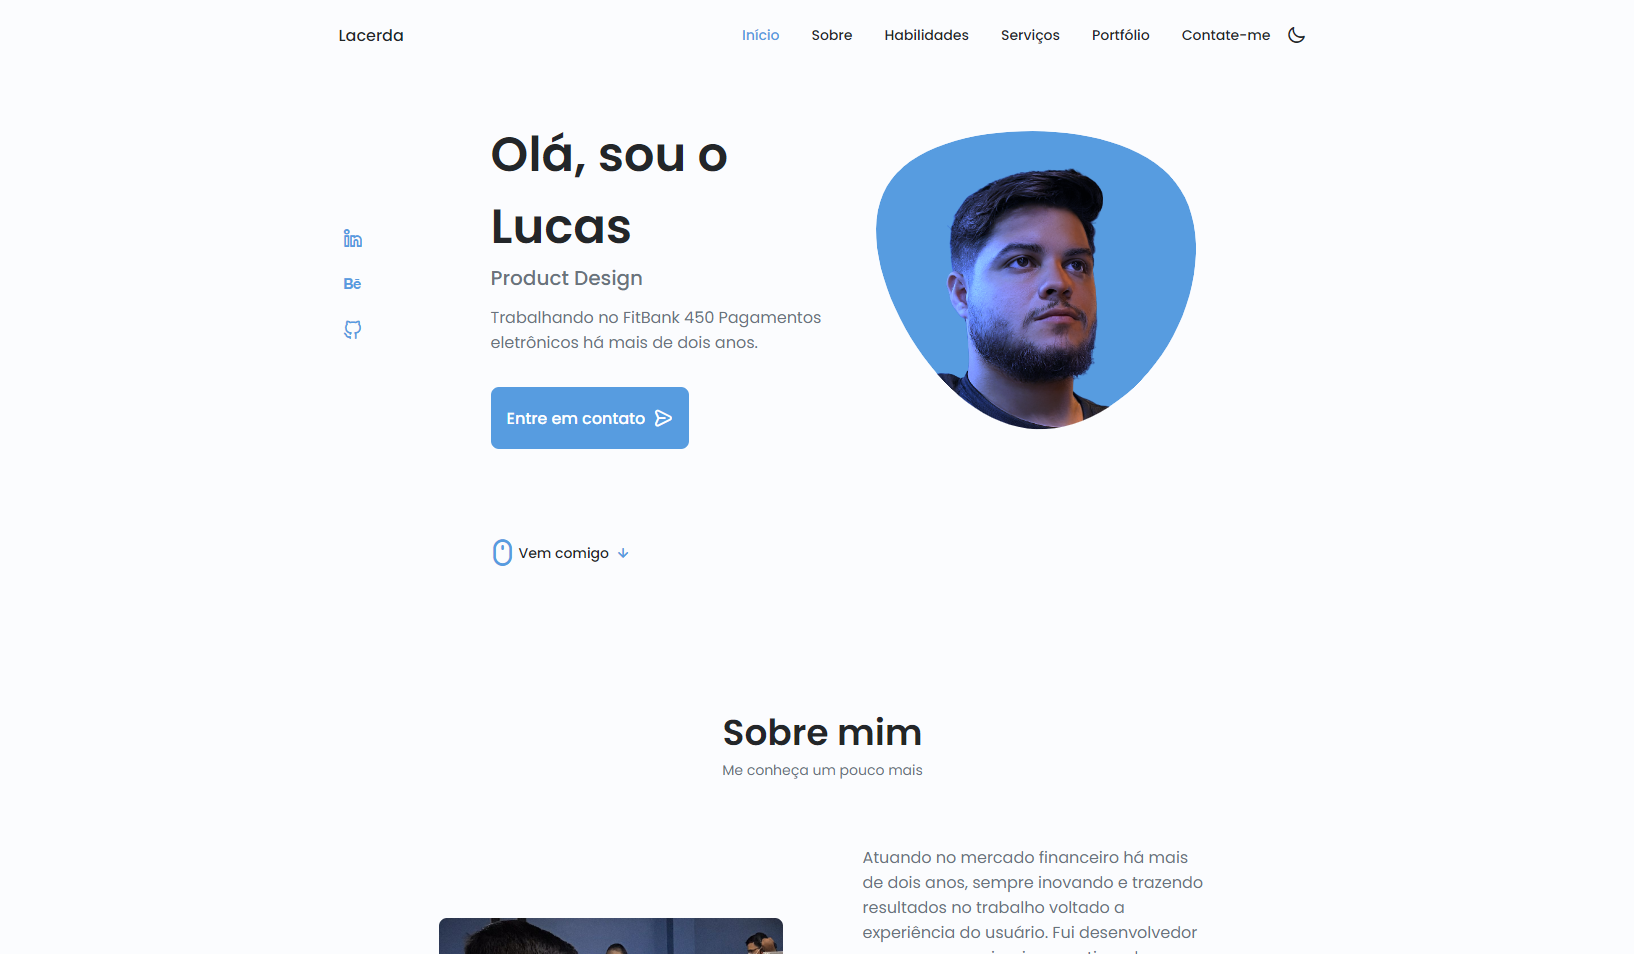 Lacerda
Início
Sobre
Habilidades
Serviços
Portfólio
Contate-me
Olá, sou o
Lucas
Product Design
Trabalhando no FitBank 450 Pagamentos
eletrônicos há mais de dois anos.
Entre em contato
Vem comigo
Sobre mim
Me conheça um pouco mais
Atuando no mercado financeiro há mais
de dois anos, sempre inovando e trazendo
resultados no trabalho voltado a
experiência do usuário. Fui desenvolvedor